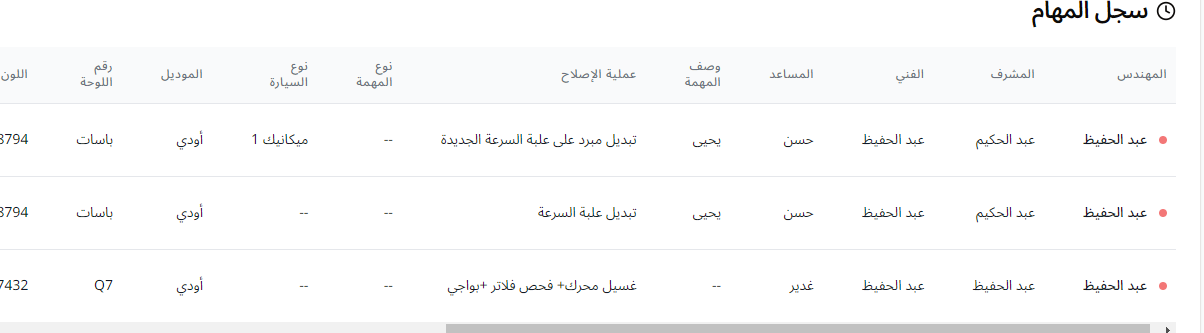 سجل المهام
المهندس المشرف الفني المساعد وصف المهمة عملية الإصلاح نوع المهمة نوع السيارة الموديل رقم اللوحة اللون
عبد الحفيظ عبد الحكيم عبد الحفيظ حسن يحيى تبديل مبرد على علبة السرعة الجديدة -- ميكانيك 1 أودي باسات 8794
عبد الحفيظ عبد الحكيم عبد الحفيظ حسن يحيى تبديل علبة السرعة -- -- أودي باسات 8794
عبد الحفيظ عبد الحفيظ عبد الحفيظ غدير -- غسيل محرك+ فحص فلاتر +بواجي -- -- أودي Q7 7432